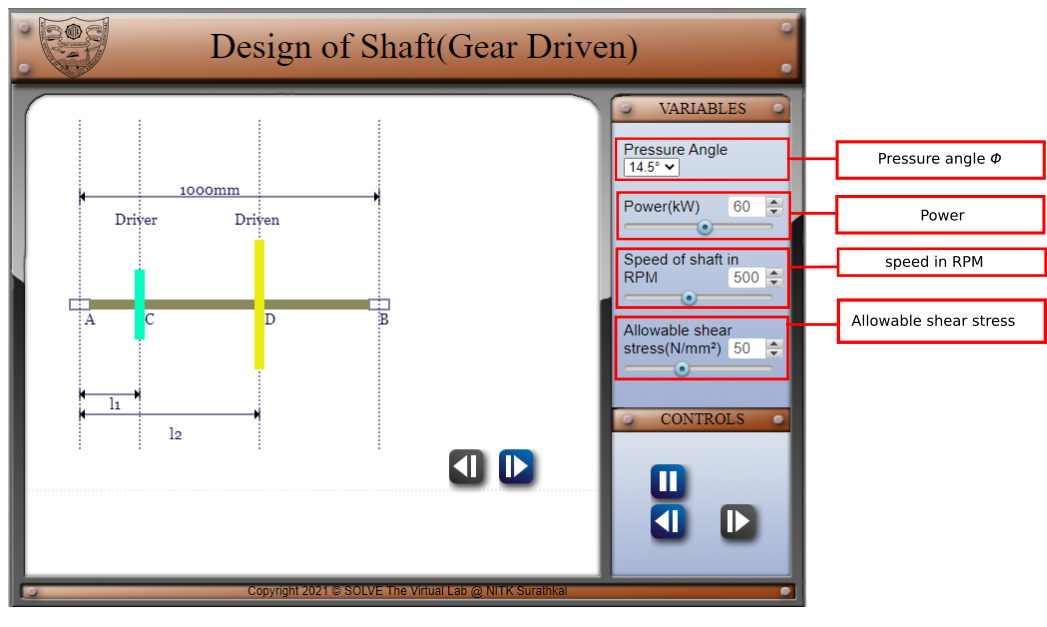 Design of Shaft(Gear Driven)
1000mm
Driver
Driven
A
C
D
B
l1
l2
VARIABLES
Pressure Angle
14.5°
Power(kW) 60
Speed of shaft in
RPM 500
Allowable shear
stress(N/mm²) 50
CONTROLS
Pressure angle Φ
Power
speed in RPM
Allowable shear stress
Copyright 2021 © SOLVE The Virtual Lab @ NITK Surathkal